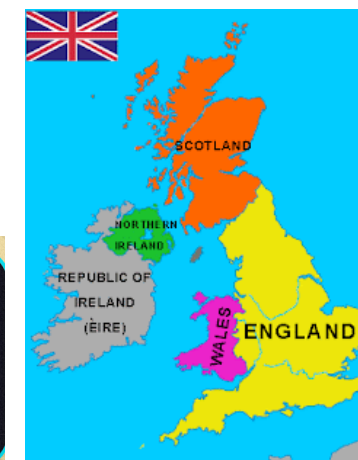 SCOTLAND
NORTHERN
IRELAND
REPUBLIC OF
IRELAND
(ÈIRE)
WALES
ENGLAND